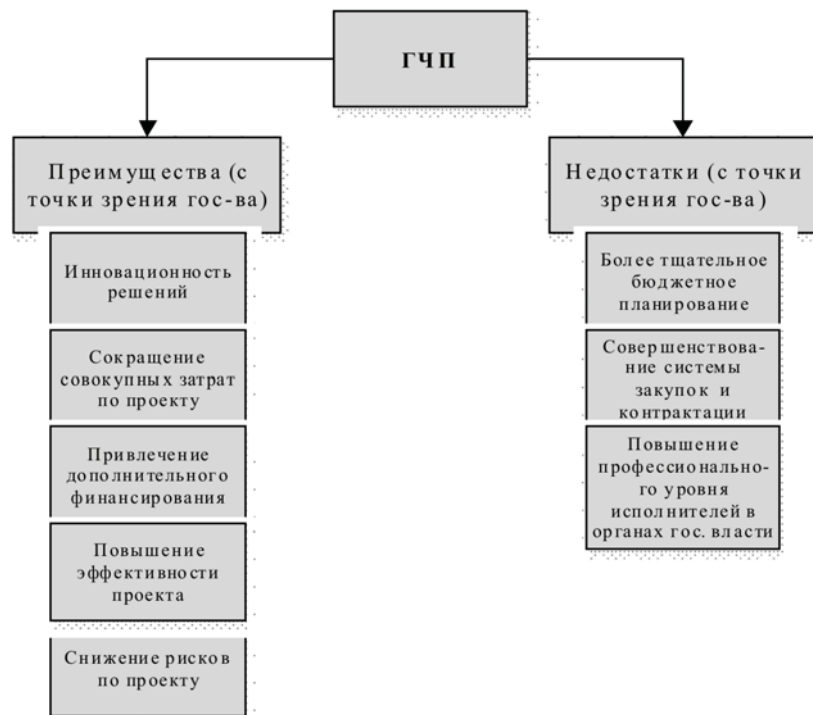 ГЧП
Преимущества (с
точки зрения гос-ва)
Инновационность
решений
Сокращение
совокупных затрат
по проекту
Привлечение
дополнительного
финансирования
Повышение
эффективности
проекта
Снижение рисков
по проекту
Недостатки (с точки
зрения гос-ва)
Более тщательное
бюджетное
планирование
Совершенствова-
ние системы
закупок и
контрактации
Повышение
профессионально-
го уровня
исполнителей в
органах гос. власти